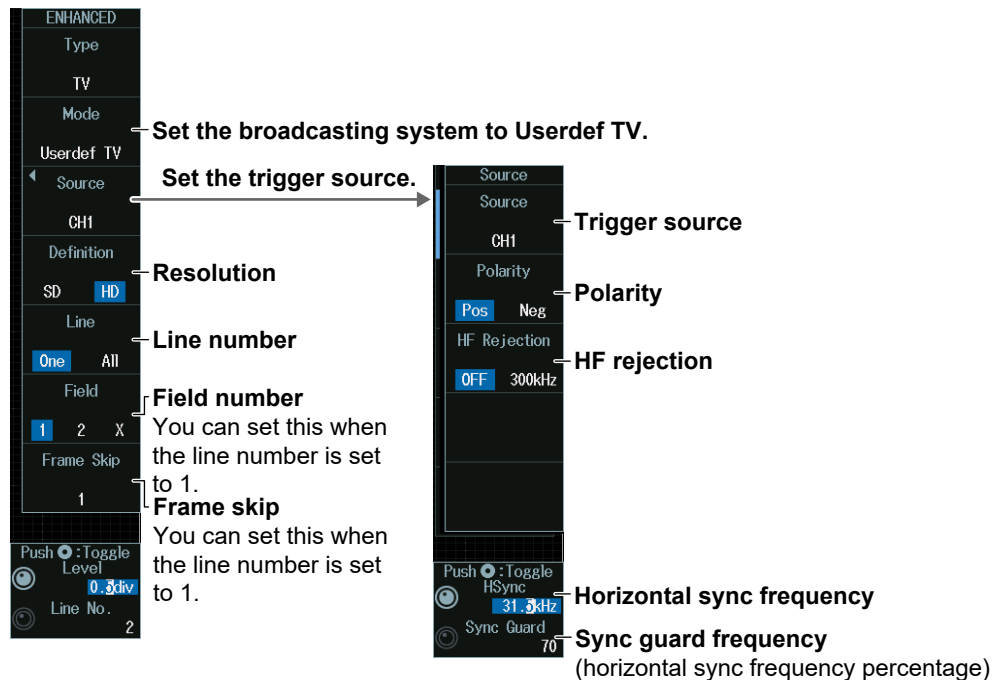 ENHANCED
Type
TV
Mode
Userdef TV
Source
CH1
Definition
SD HD
Line
One All
Field
1 2 X
Frame Skip
1
Push :Toggle
Level
0.5div
Line No.
2
Set the broadcasting system to Userdef TV.
Set the trigger source.
Resolution
Line number
Field number
You can set this when
the line number is set
to 1.
Frame skip
You can set this when
the line number is set
to 1.
Source
Source
CH1
Polarity
Pos Neg
HF Rejection
OFF 300kHz
Push :Toggle
HSync
31.5kHz
Sync Guard
70
Trigger source
Polarity
HF rejection
Horizontal sync frequency
Sync guard frequency
(horizontal sync frequency percentage)